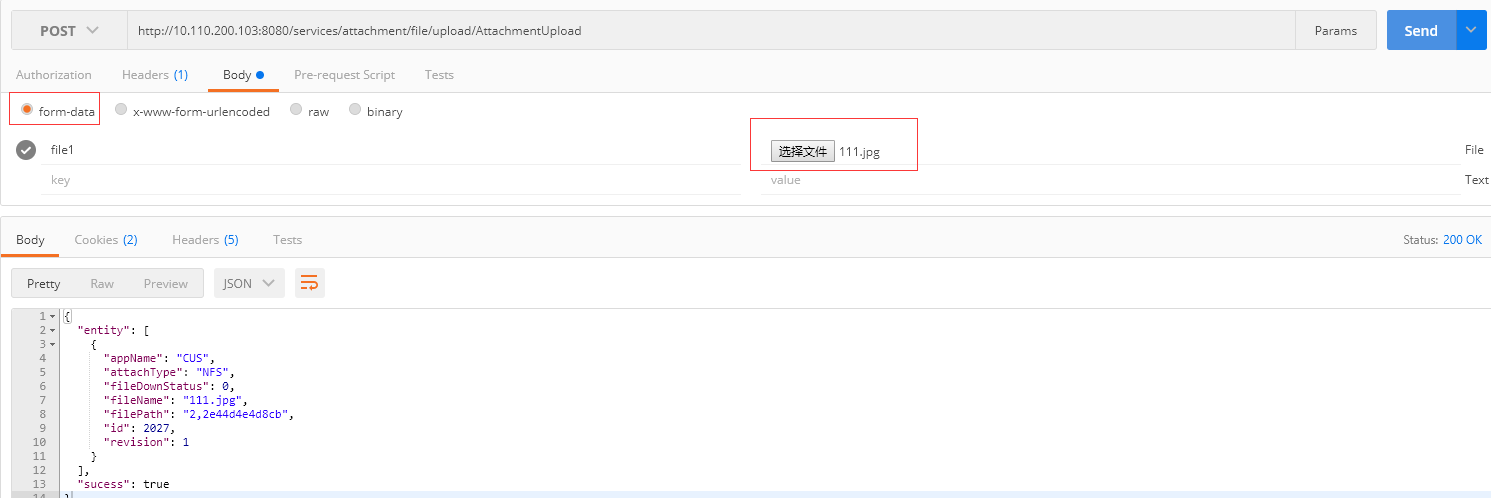 POST http://10.110.200.103:8080/services/attachment/file/upload/AttachmentUpload Params Send
Authorization Headers (1) Body Pre-request Script Tests
form-data x-www-form-urlencoded raw binary
file1 选择文件 111.jpg File
key value Text
Body Cookies (2) Headers (5) Tests Status: 200 OK
Pretty Raw Preview JSON
1 {
2 "entity": [
3 {
4 "appName": "CUS",
5 "attachType": "NFS",
6 "fileDownStatus": 0,
7 "fileName": "111.jpg",
8 "filePath": "2,2e44d4e4d8cb",
9 "id": 2027,
10 "revision": 1
11 }
12 ],
13 "sucess": true
14 }